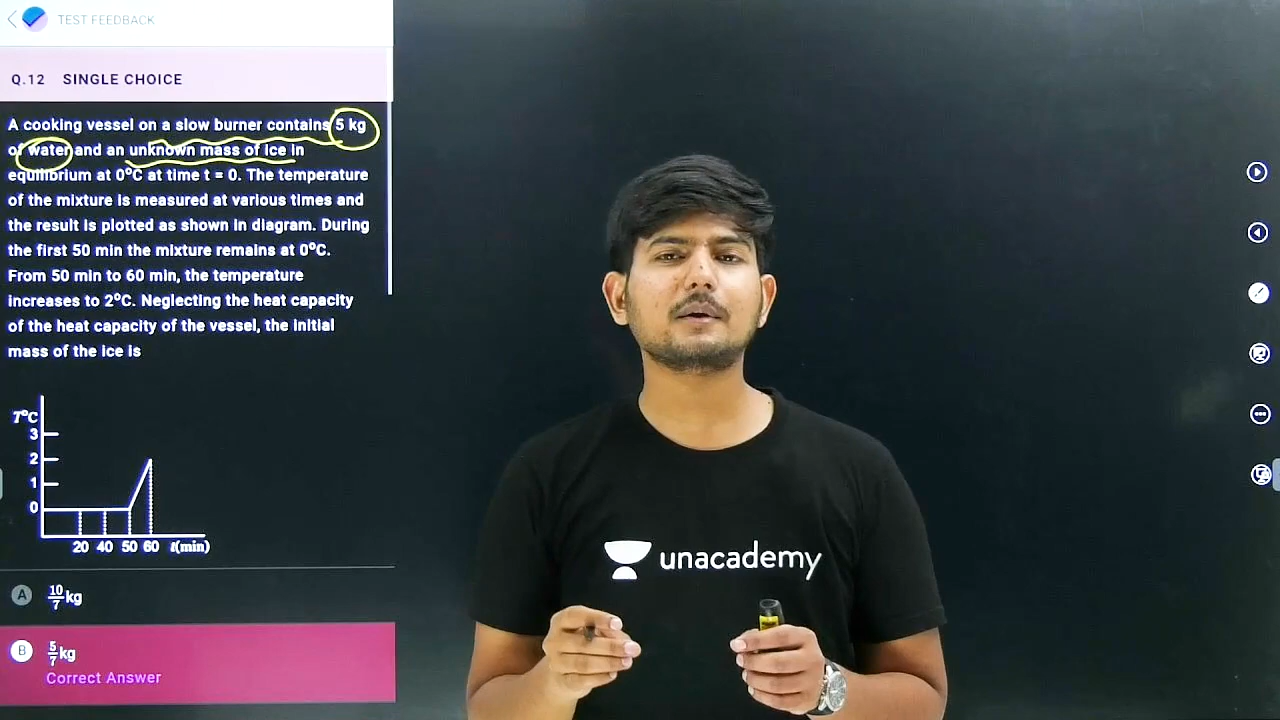 TEST FEEDBACK
Q.12 SINGLE CHOICE
A cooking vessel on a slow burner contains 5 kg
of water and an unknown mass of ice in
equilibrium at 0°C at time t = 0. The temperature
of the mixture is measured at various times and
the result is plotted as shown in diagram. During
the first 50 min the mixture remains at 0°C.
From 50 min to 60 min, the temperature
increases to 2°C. Neglecting the heat capacity
of the heat capacity of the vessel, the initial
mass of the ice is
T°C
3
2
1
0
20 40 50 60 t(min)
A 10/7 kg
B 5/7 kg
Correct Answer
unacademy